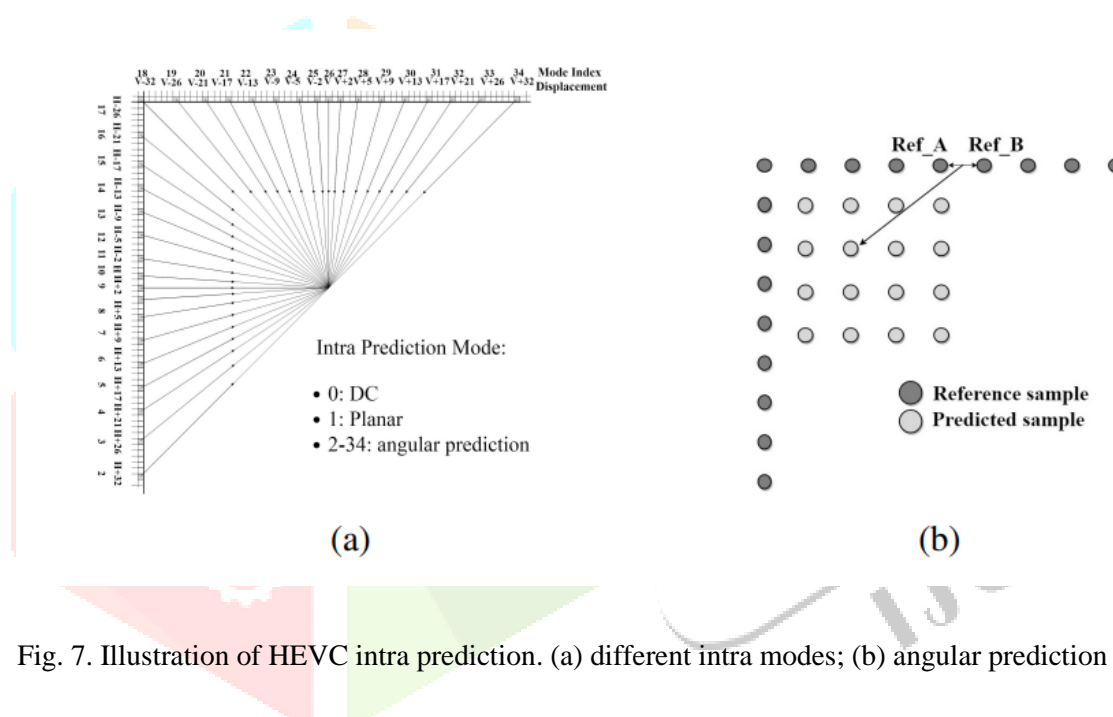 18 19 20 21 22 23 24 25 26 27 28 29 30 31 32 33 34 Mode Index
V-32 V-26 V-21 V-17 V-13 V-9 V-5 V-2 V V+2 V+5 V+9 V+13 V+17 V+21 V+26 V+32 Displacement
17 H-26
16 H-21
15 H-17
14 H-13
13 H-9
12 H-5
11 H-2
10 H
9 H+2
8 H+5
7 H+9
6 H+13
5 H+17
4 H+21
3 H+26
2 H+32
Intra Prediction Mode:
• 0: DC
• 1: Planar
• 2-34: angular prediction
(a)
Ref_A Ref_B
Reference sample
Predicted sample
(b)
Fig. 7. Illustration of HEVC intra prediction. (a) different intra modes; (b) angular prediction